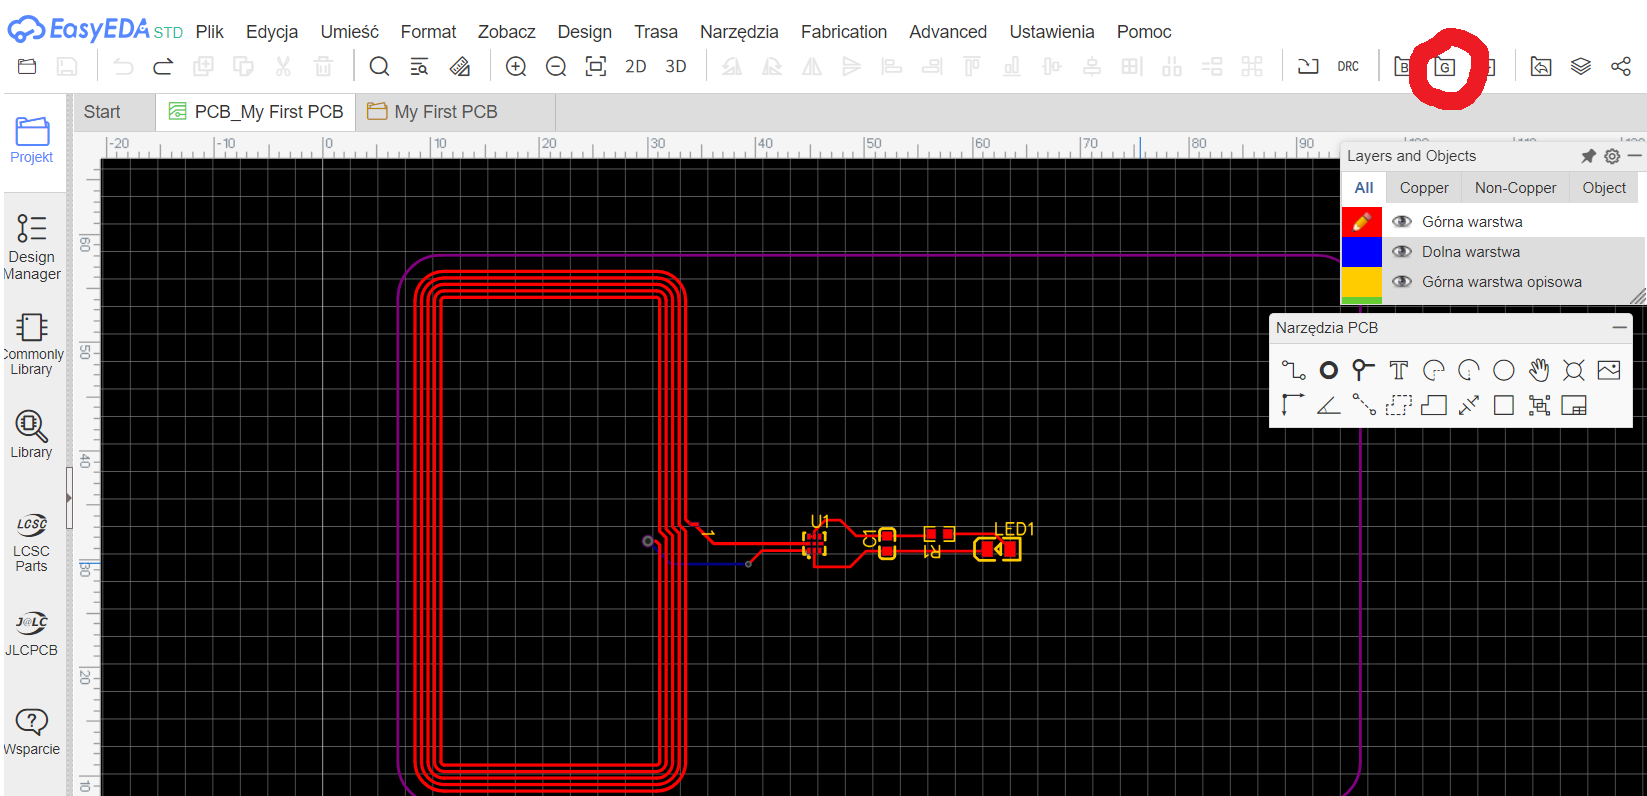 EasyEDA STD Plik Edycja Umieść Format Zobacz Design Trasa Narzędzia Fabrication Advanced Ustawienia Pomoc
2D 3D DRC B G
Start PCB_My First PCB My First PCB
-20 -10 0 10 20 30 40 50 60 70 80 90
Projekt
Design
Manager
Commonly
Library
Library
LCSC
LCSC
Parts
J@LC
JLCPCB
?
Wsparcie
60
50
40
30
20
10
Layers and Objects
All Copper Non-Copper Object
Górna warstwa
Dolna warstwa
Górna warstwa opisowa
Narzędzia PCB
T
U1
C1
R1
LED1